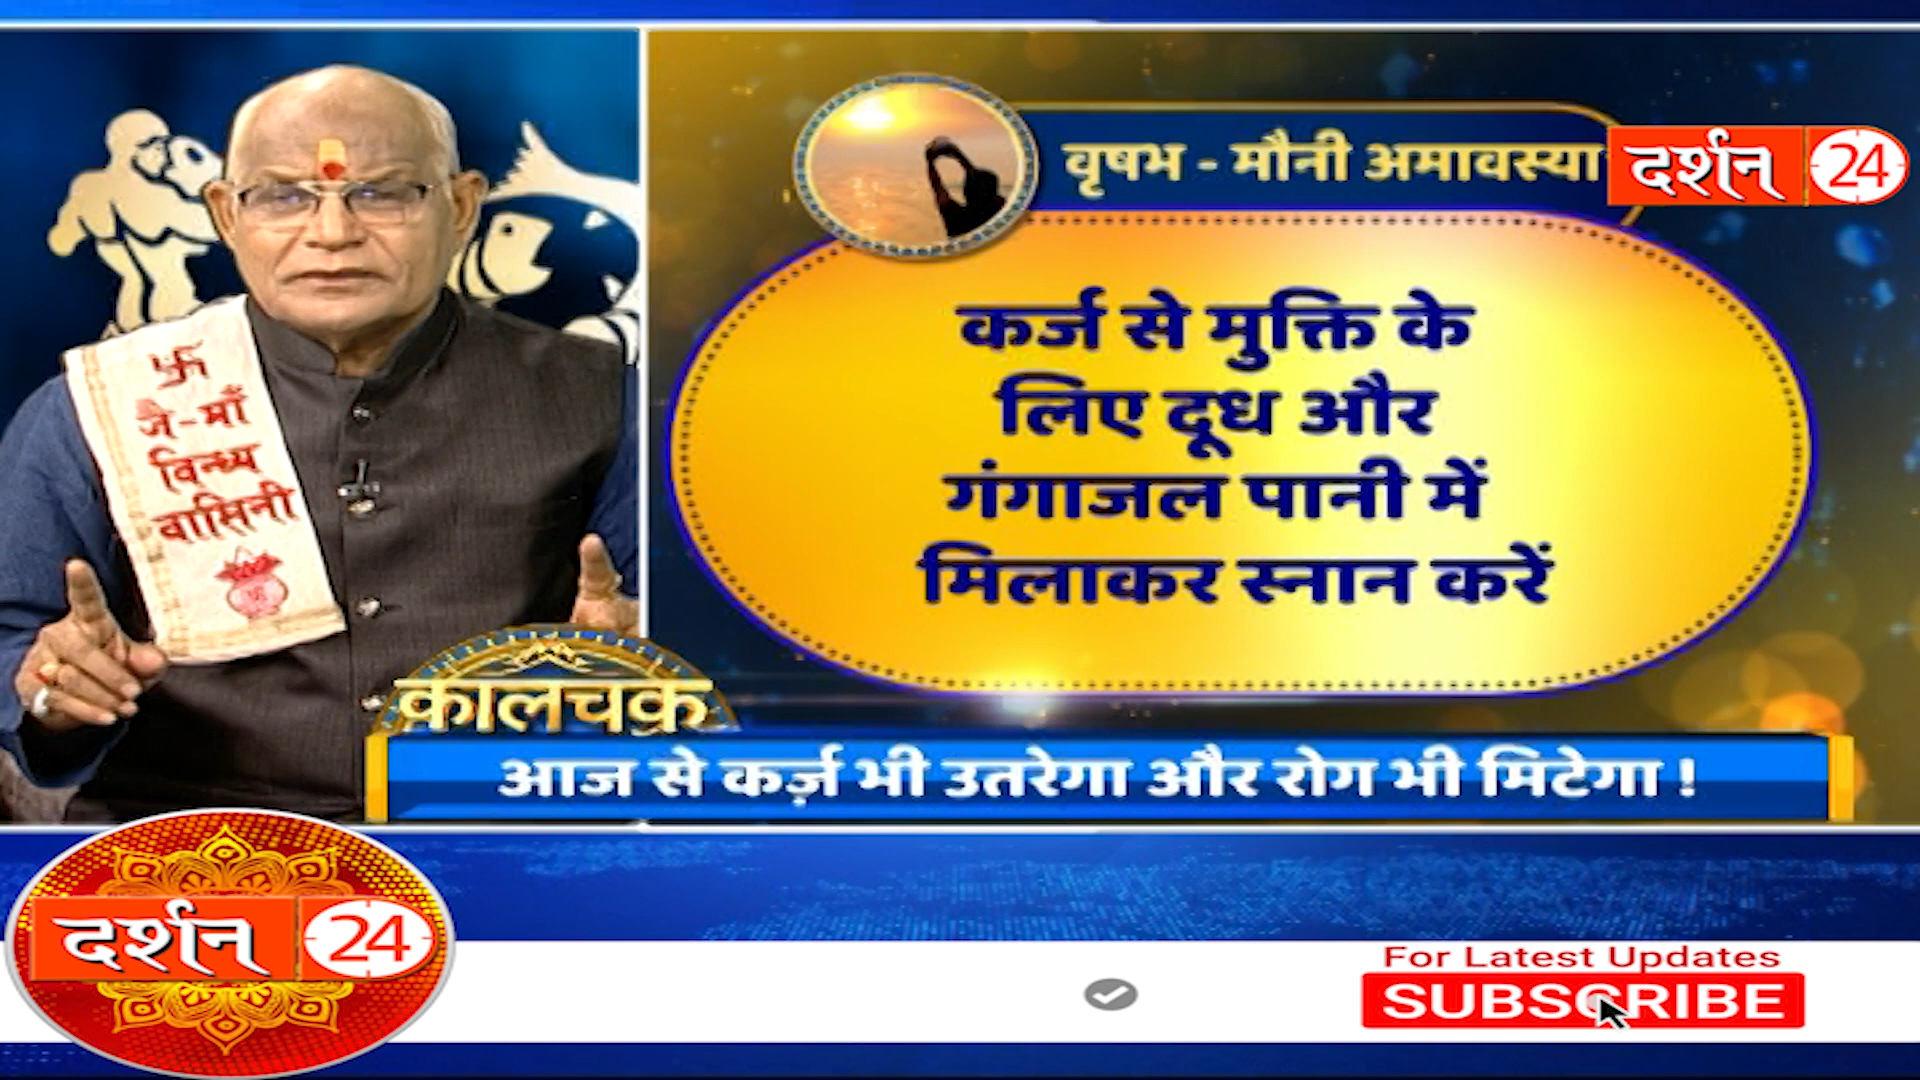 वृषभ - मौनी अमावस्या
दर्शन 24
कर्ज से मुक्ति के
लिए दूध और
गंगाजल पानी में
मिलाकर स्नान करें
जै-माँ
विन्ध्य
वासिनी
कालचक्र
आज से कर्ज़ भी उतरेगा और रोग भी मिटेगा !
दर्शन 24
For Latest Updates
SUBSCRIBE